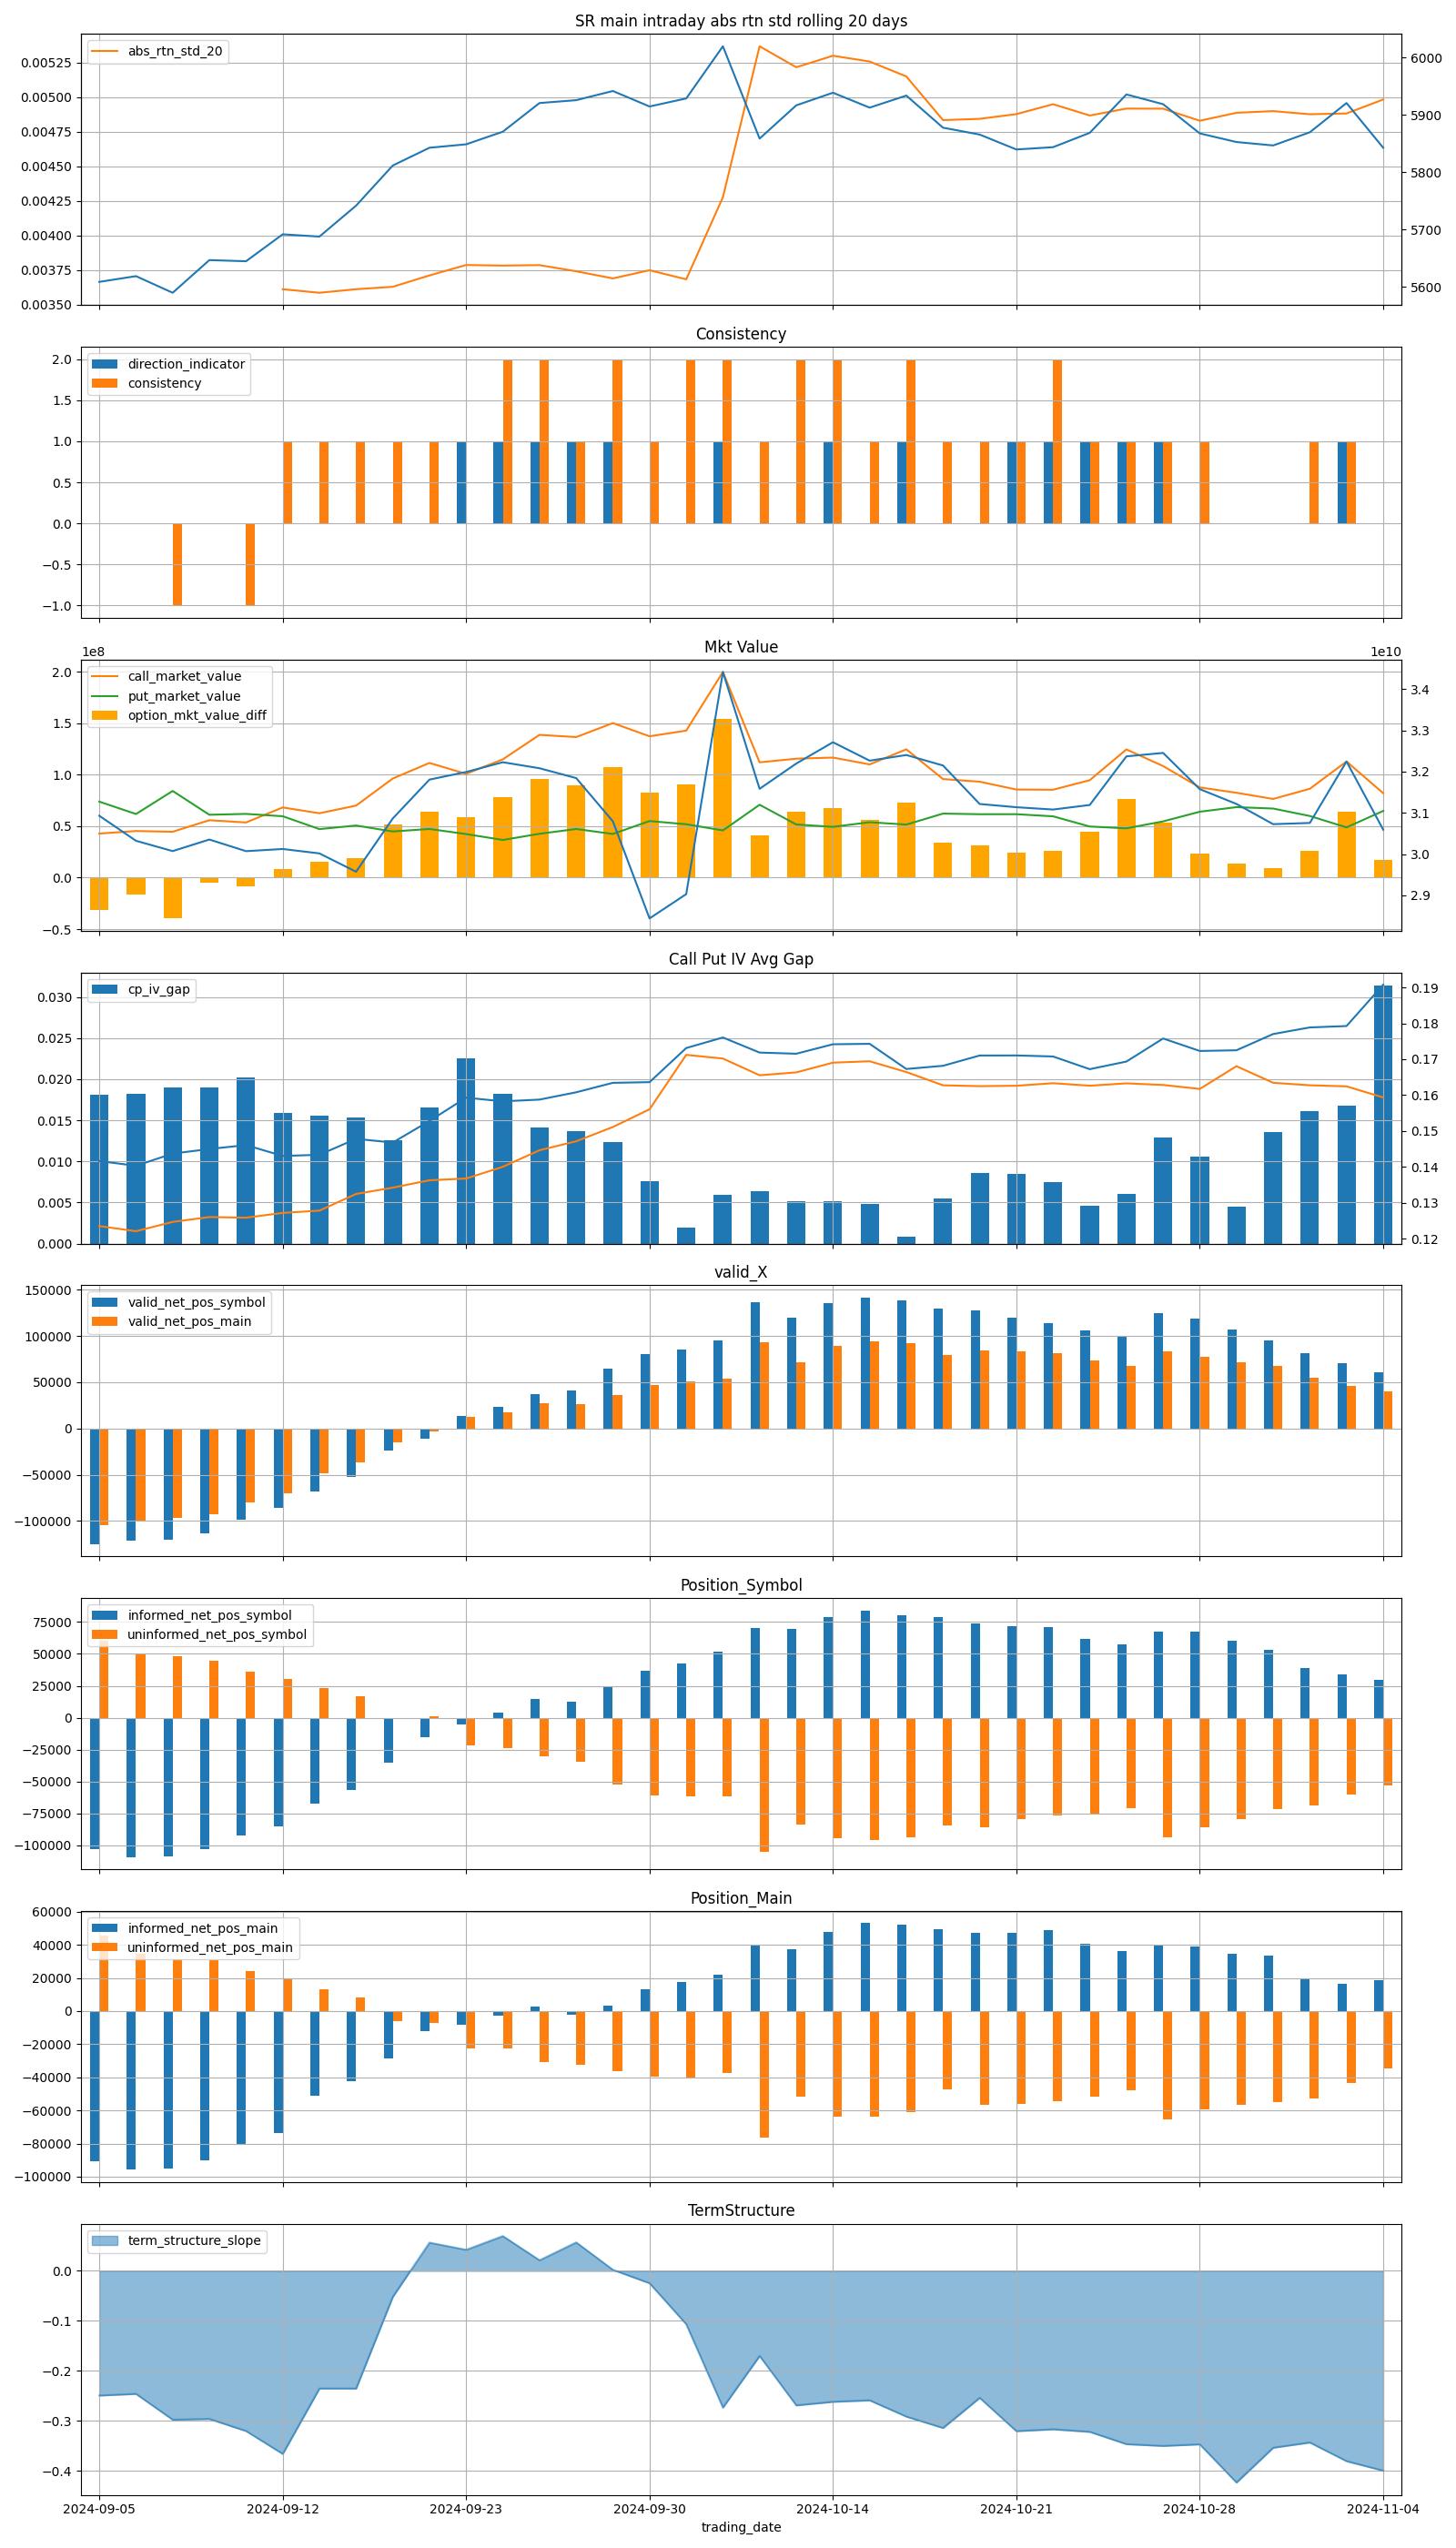 SR main intraday abs rtn std rolling 20 days
abs_rtn_std_20
0.00525
0.00500
0.00475
0.00450
0.00425
0.00400
0.00375
0.00350
6000
5900
5800
5700
5600
Consistency
direction_indicator
consistency
2.0
1.5
1.0
0.5
0.0
−0.5
−1.0
Mkt Value
1e8
1e10
call_market_value
put_market_value
option_mkt_value_diff
2.0
1.5
1.0
0.5
0.0
−0.5
3.4
3.3
3.2
3.1
3.0
2.9
Call Put IV Avg Gap
cp_iv_gap
0.030
0.025
0.020
0.015
0.010
0.005
0.000
0.19
0.18
0.17
0.16
0.15
0.14
0.13
0.12
valid_X
valid_net_pos_symbol
valid_net_pos_main
150000
100000
50000
0
−50000
−100000
Position_Symbol
informed_net_pos_symbol
uninformed_net_pos_symbol
75000
50000
25000
0
−25000
−50000
−75000
−100000
Position_Main
informed_net_pos_main
uninformed_net_pos_main
60000
40000
20000
0
−20000
−40000
−60000
−80000
−100000
TermStructure
term_structure_slope
0.0
−0.1
−0.2
−0.3
−0.4
2024-09-05 2024-09-12 2024-09-23 2024-09-30 2024-10-14 2024-10-21 2024-10-28 2024-11-04
trading_date